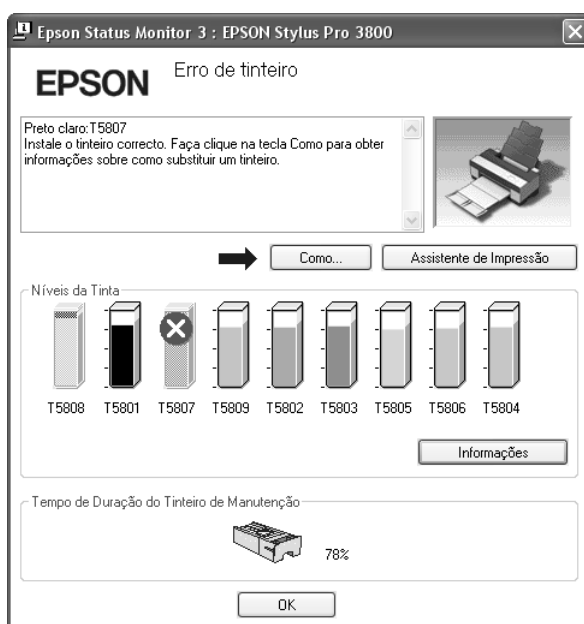 Epson Status Monitor 3 : EPSON Stylus Pro 3800
EPSON
Erro de tinteiro
Preto claro:T5807
Instale o tinteiro correcto. Faça clique na tecla Como para obter
informações sobre como substituir um tinteiro.
Como...
Assistente de Impressão
Níveis da Tinta
T5808 T5801 T5807 T5809 T5802 T5803 T5805 T5806 T5804
Informações
Tempo de Duração do Tinteiro de Manutenção
78%
OK